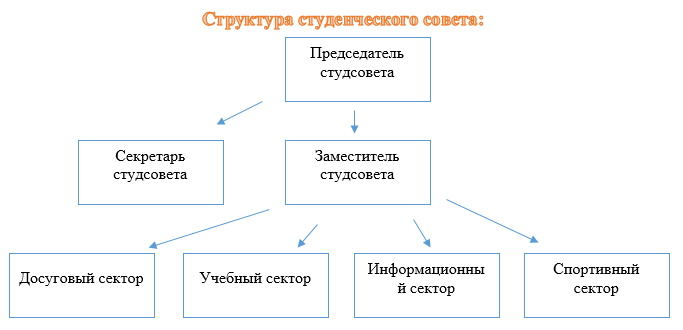 Структура студенческого совета:
Председатель
студсовета
Секретарь
студсовета
Заместитель
студсовета
Досуговый сектор
Учебный сектор
Информационны
й сектор
Спортивный
сектор